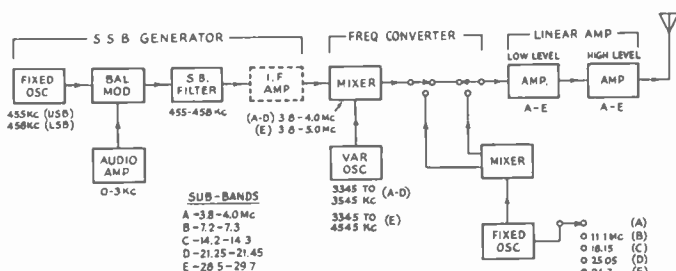 S S B GENERATOR
FREQ CONVERTER
LINEAR AMP
LOW LEVEL
HIGH LEVEL
FIXED OSC
BAL MOD
S.B. FILTER
I.F AMP
MIXER
AMP.
AMP
455KC (USB)
458KC (LSB)
455-458KC
(A-D) 3.8-4.0MC
(E) 3.8-5.0MC
A-E
A-E
AUDIO AMP
0-3KC
VAR OSC
MIXER
3345 TO 3545 KC (A-D)
3345 TO 4545 KC (E)
SUB-BANDS
A-3.8-4.0MC
B-7.2-7.3
C-14.2-14.3
D-21.25-21.45
E-28.5-29.7
FIXED OSC
(A)
11.1MC (B)
18.15 (C)
25.05 (D)